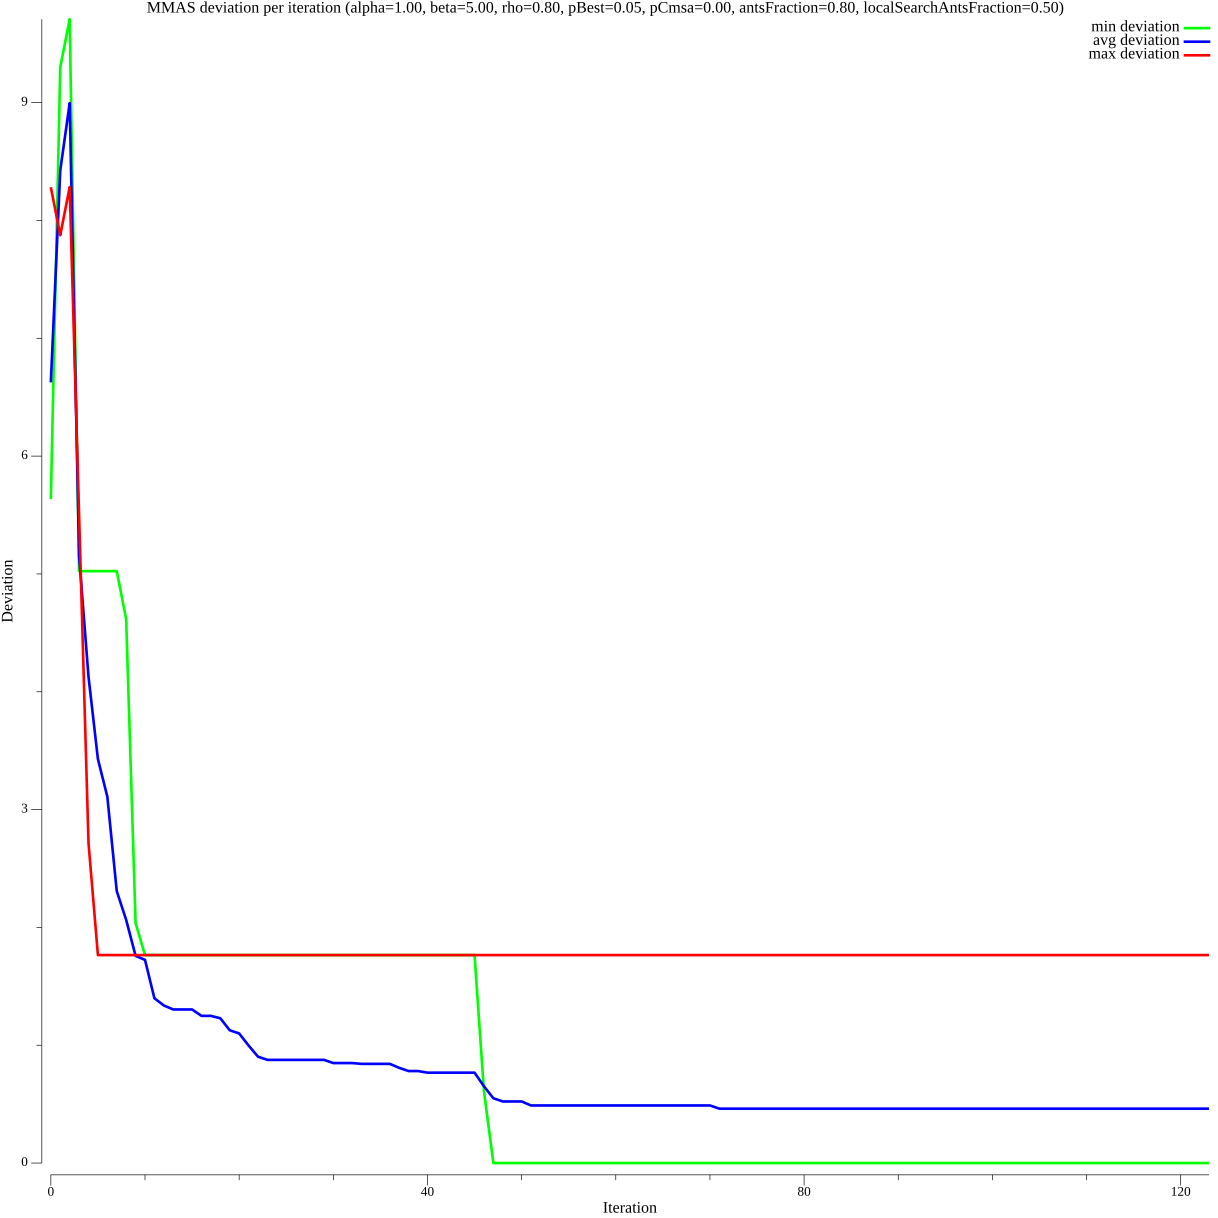 MMAS deviation per iteration (alpha=1.00, beta=5.00, rho=0.80, pBest=0.05, pCmsa=0.00, antsFraction=0.80, localSearchAntsFraction=0.50)
min deviation
avg deviation
max deviation
9
6
3
0
Deviation
0 40 80 120
Iteration